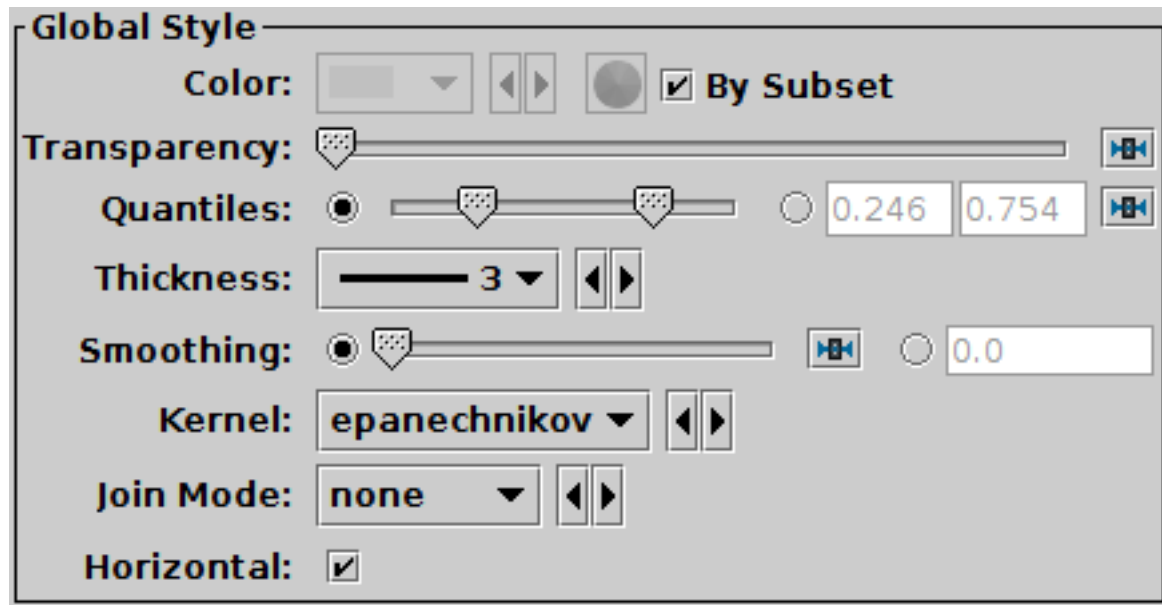 Global Style
Color: By Subset
Transparency:
Quantiles: 0.246 0.754
Thickness: 3
Smoothing: 0.0
Kernel: epanechnikov
Join Mode: none
Horizontal: